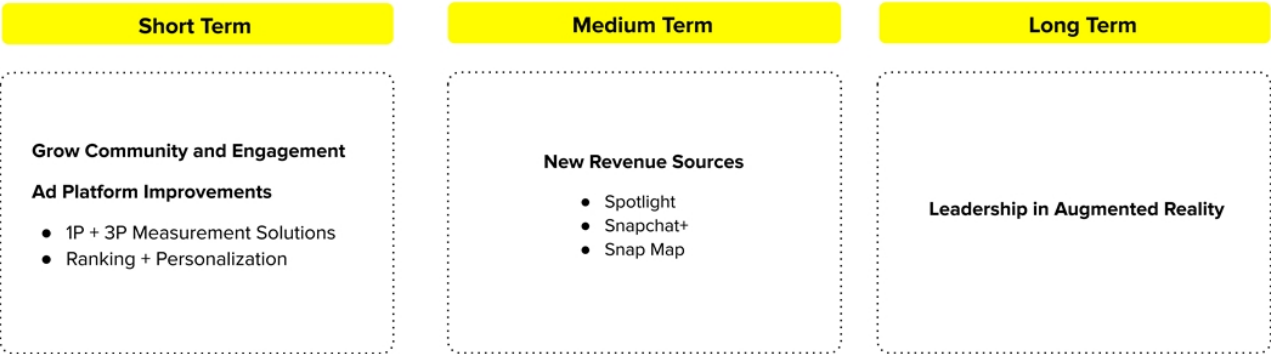 Short Term
Grow Community and Engagement
Ad Platform Improvements
● 1P + 3P Measurement Solutions
● Ranking + Personalization
Medium Term
New Revenue Sources
● Spotlight
● Snapchat+
● Snap Map
Long Term
Leadership in Augmented Reality